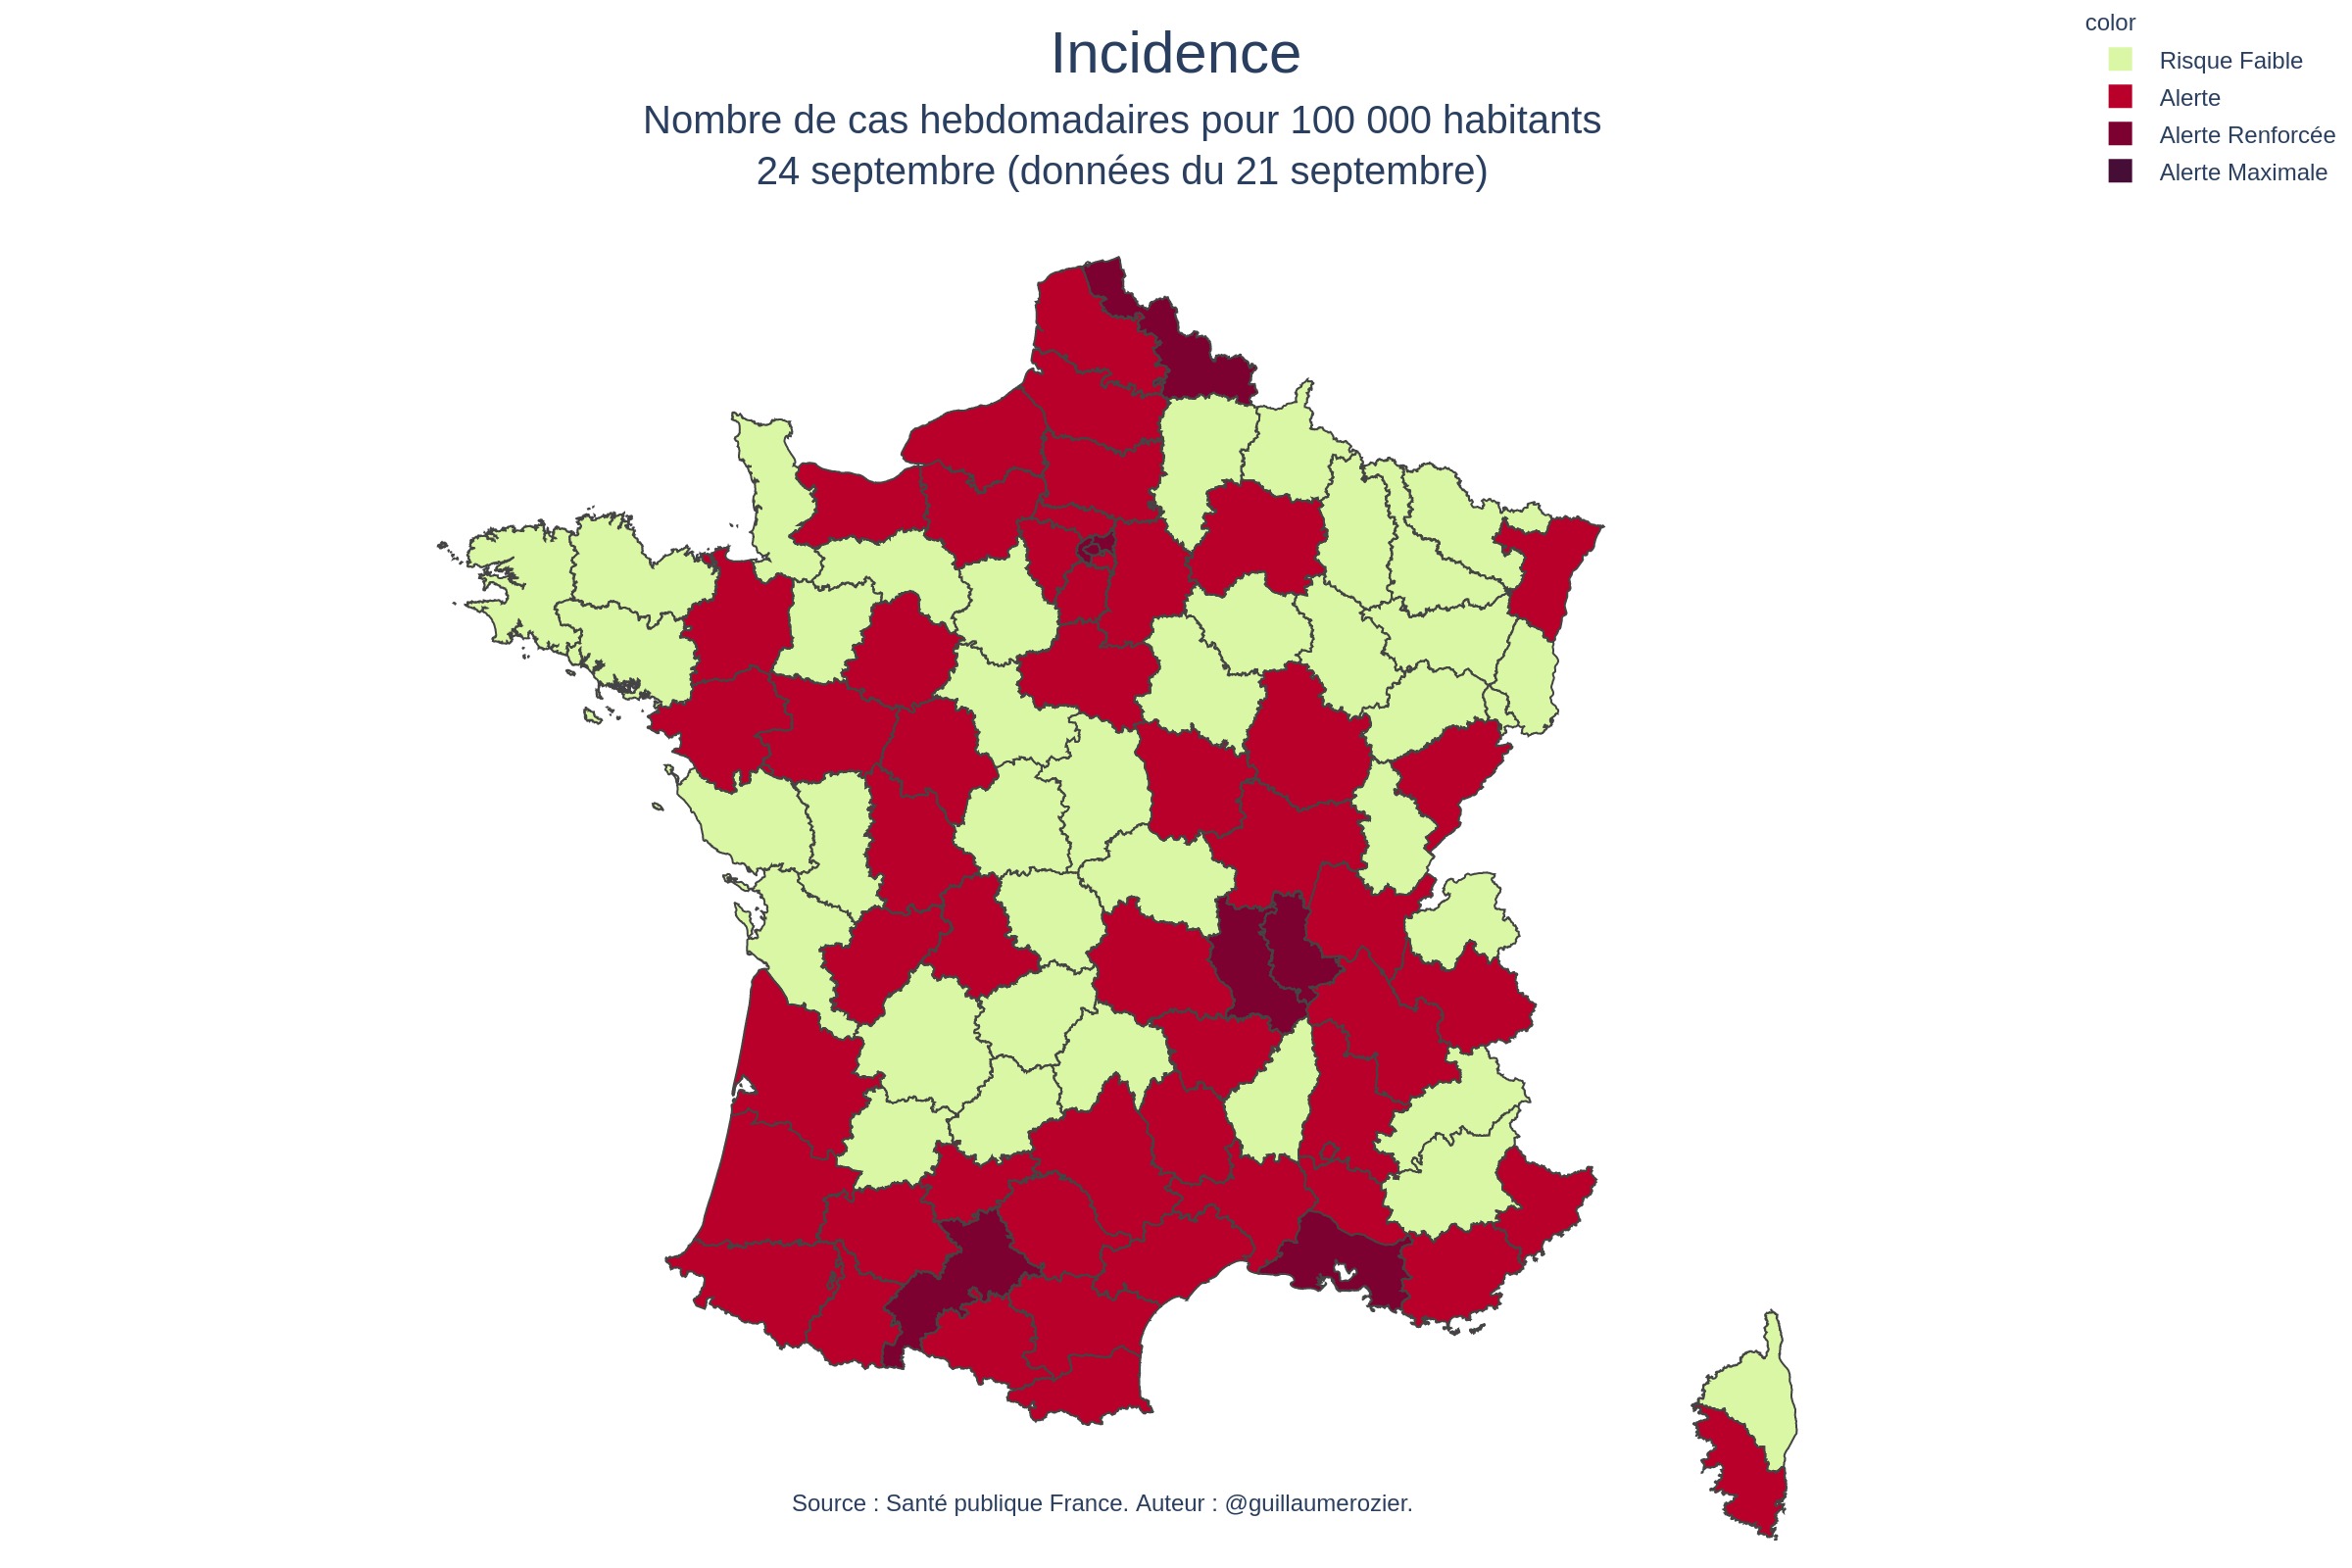 Incidence
Nombre de cas hebdomadaires pour 100 000 habitants
24 septembre (données du 21 septembre)
color
Risque Faible
Alerte
Alerte Renforcée
Alerte Maximale
Source : Santé publique France. Auteur : @guillaumerozier.